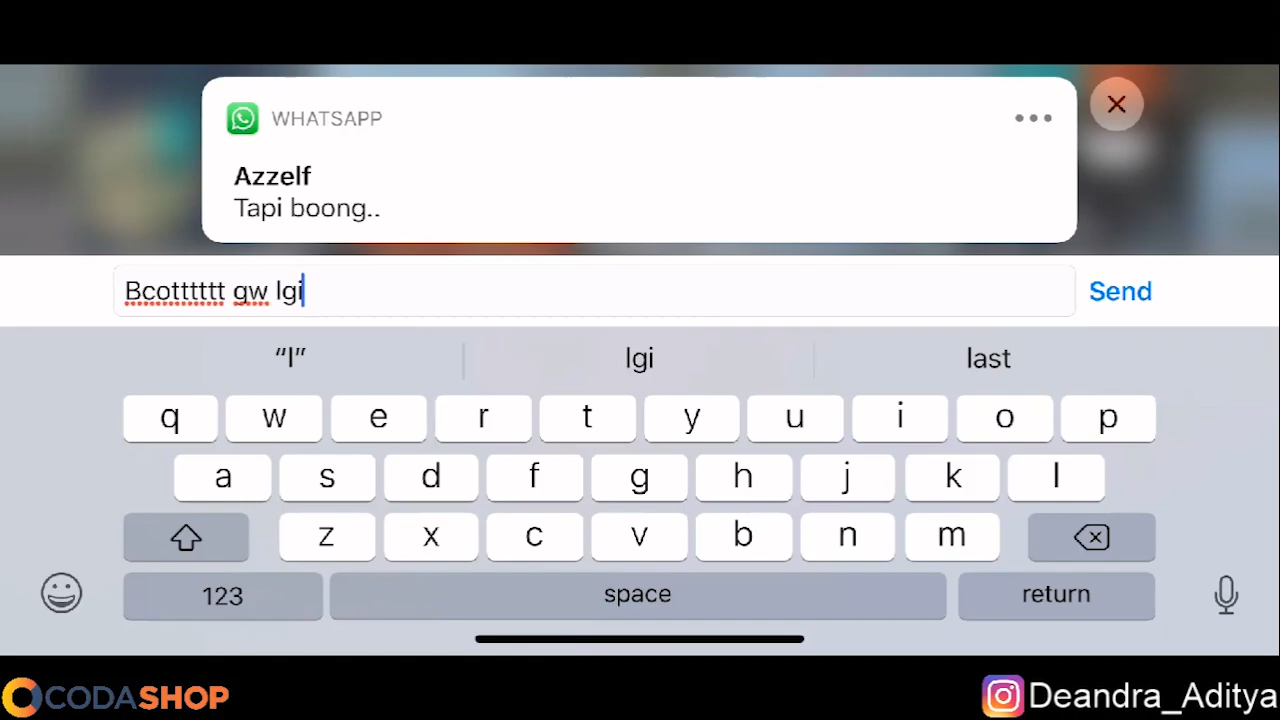 WHATSAPP
Azzelf
Tapi boong..
Bcotttttt gw lgi
Send
“l” lgi last
q w e r t y u i o p
a s d f g h j k l
z x c v b n m
123 space return
CODASHOP
Deandra_Aditya